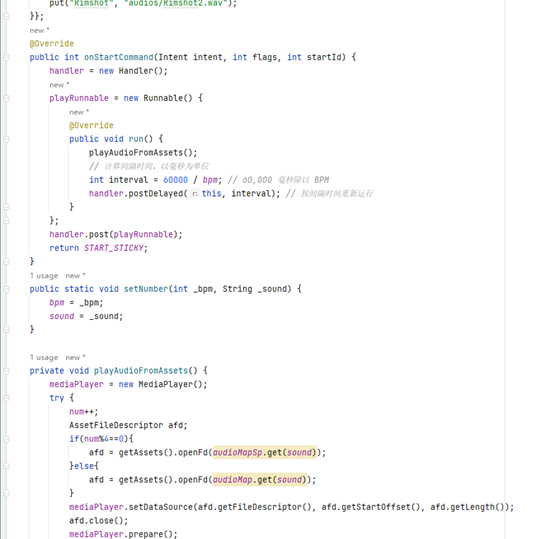 put("Rimshot", "audios/Rimshot2.wav");
}};
new *
@Override
public int onStartCommand(Intent intent, int flags, int startId) {
handler = new Handler();
new *
playRunnable = new Runnable() {
new *
@Override
public void run() {
playAudioFromAssets();
// 计算间隔时间，以毫秒为单位
int interval = 60000 / bpm; // 60,000 毫秒除以 BPM
handler.postDelayed( r: this, interval); // 按间隔时间重新运行
}
};
handler.post(playRunnable);
return START_STICKY;
}
1 usage new *
public static void setNumber(int _bpm, String _sound) {
bpm = _bpm;
sound = _sound;
}
1 usage new *
private void playAudioFromAssets() {
mediaPlayer = new MediaPlayer();
try {
num++;
AssetFileDescriptor afd;
if(num%4==0){
afd = getAssets().openFd(audioMapSp.get(sound));
}else{
afd = getAssets().openFd(audioMap.get(sound));
}
mediaPlayer.setDataSource(afd.getFileDescriptor(), afd.getStartOffset(), afd.getLength());
afd.close();
mediaPlayer.prepare();